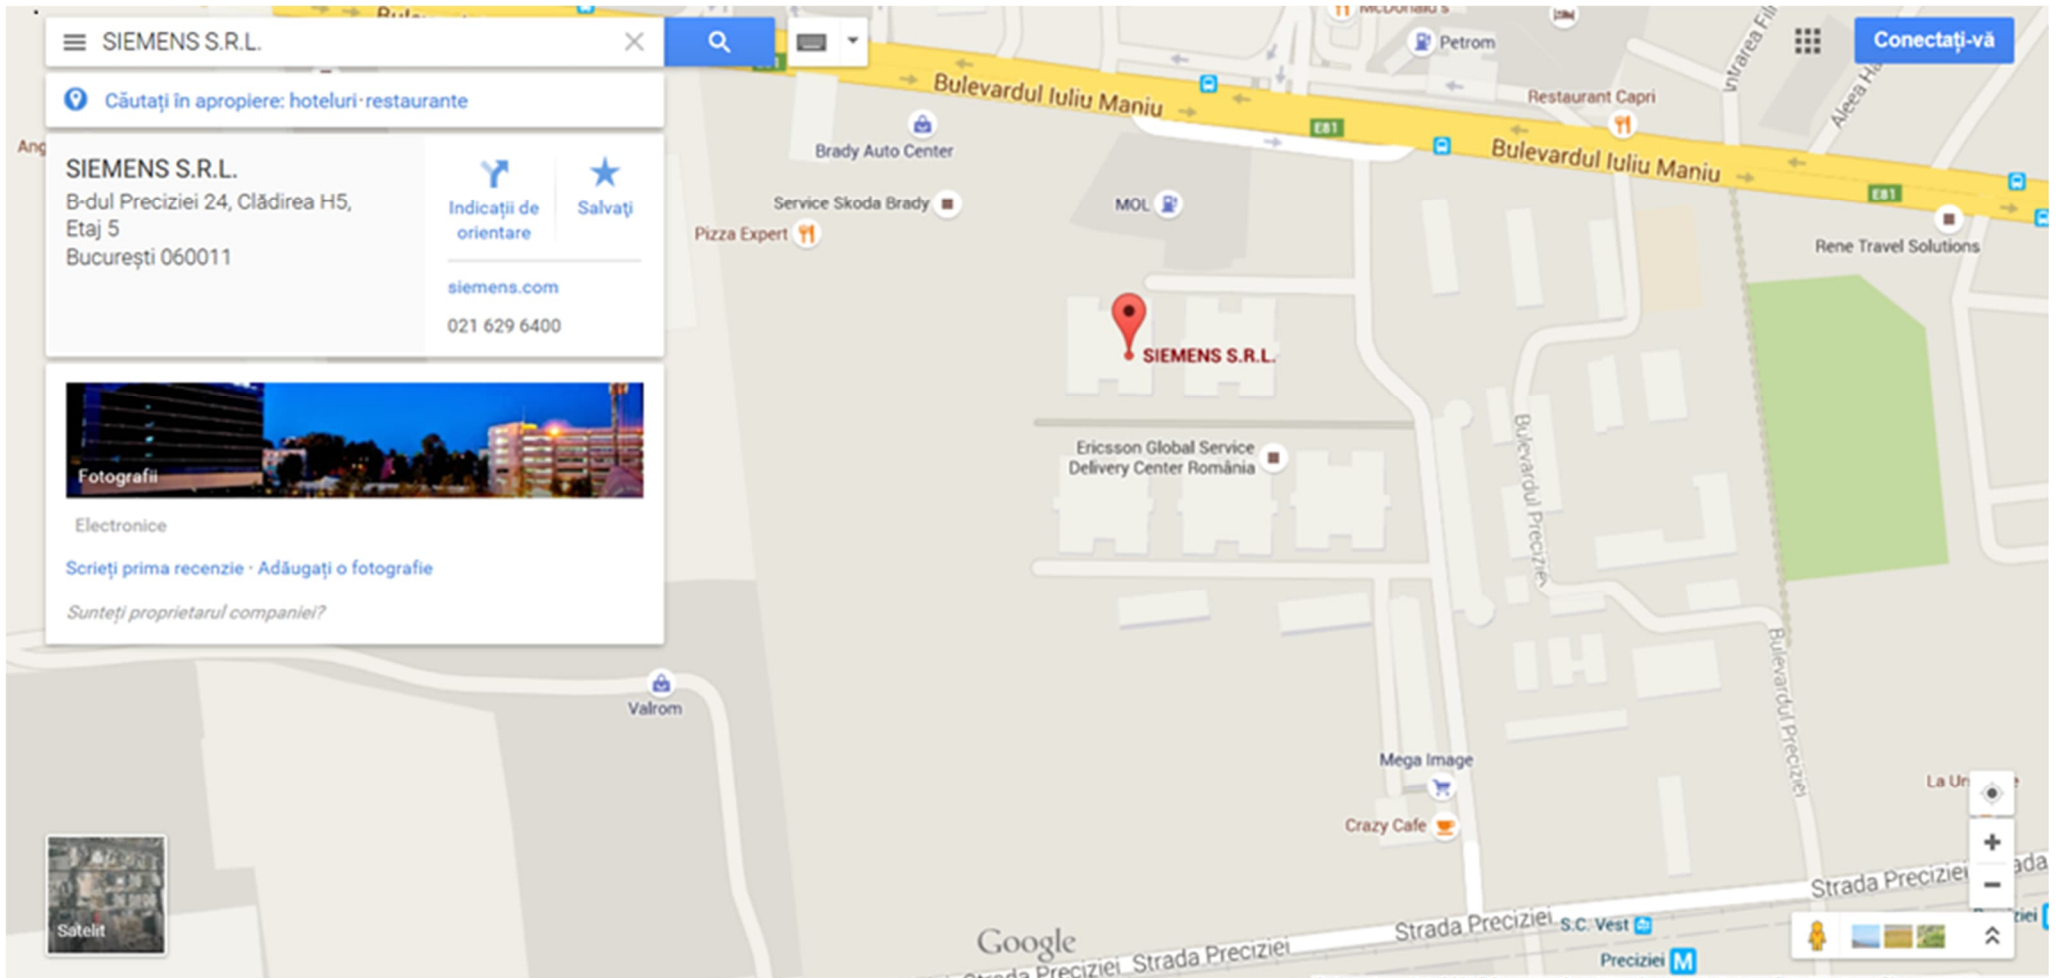 SIEMENS S.R.L.
Conectați-vă
Căutați în apropiere: hoteluri·restaurante
SIEMENS S.R.L.
B-dul Preciziei 24, Clădirea H5,
Etaj 5
București 060011
Indicații de
orientare
Salvați
siemens.com
021 629 6400
Fotografii
Electronice
Scrieți prima recenzie · Adăugați o fotografie
Sunteți proprietarul companiei?
Satelit
McDonald's
Petrom
Bulevardul Iuliu Maniu
E81
Restaurant Capri
Bulevardul Iuliu Maniu
E81
Brady Auto Center
Service Skoda Brady
MOL
Pizza Expert
Rene Travel Solutions
SIEMENS S.R.L.
Ericsson Global Service
Delivery Center România
Bulevardul Preciziei
Bulevardul Preciziei
Valrom
Mega Image
Crazy Cafe
Strada Preciziei
Strada Preciziei
Strada Preciziei
S.C. Vest
Preciziei M
Google